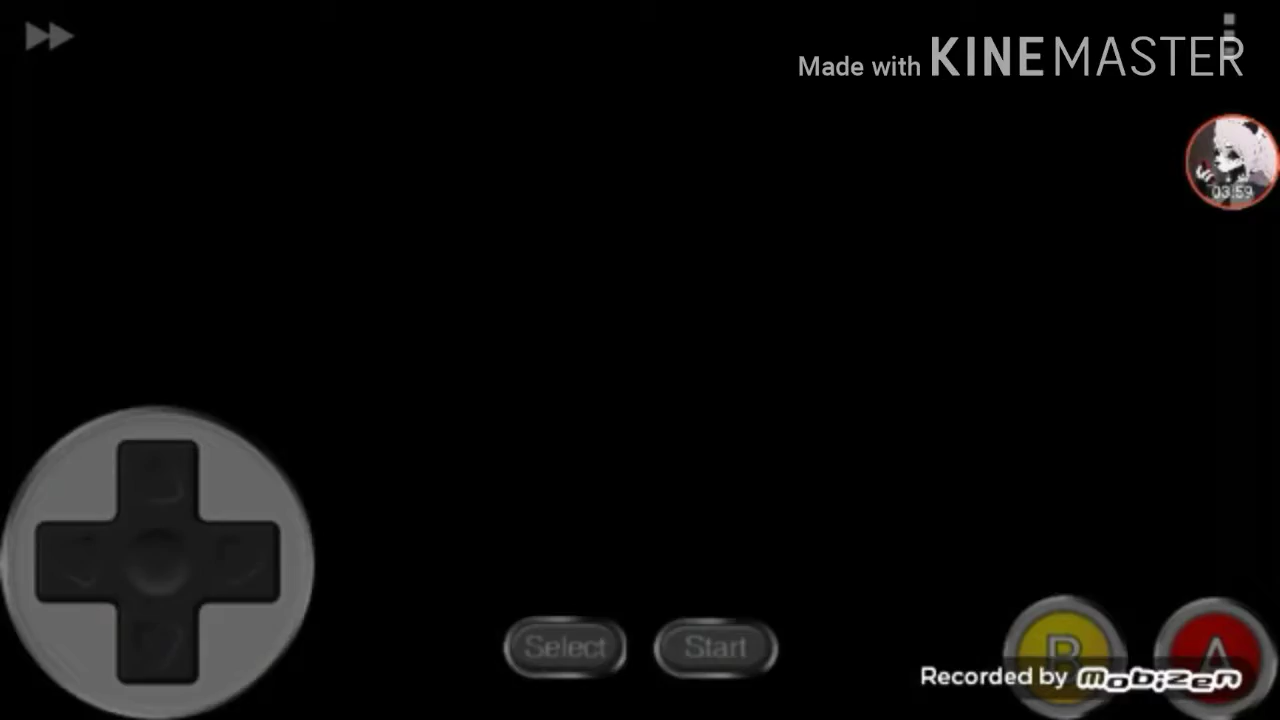 Made with KINEMASTER
03:59
Select
Start
B
A
Recorded by mobizen